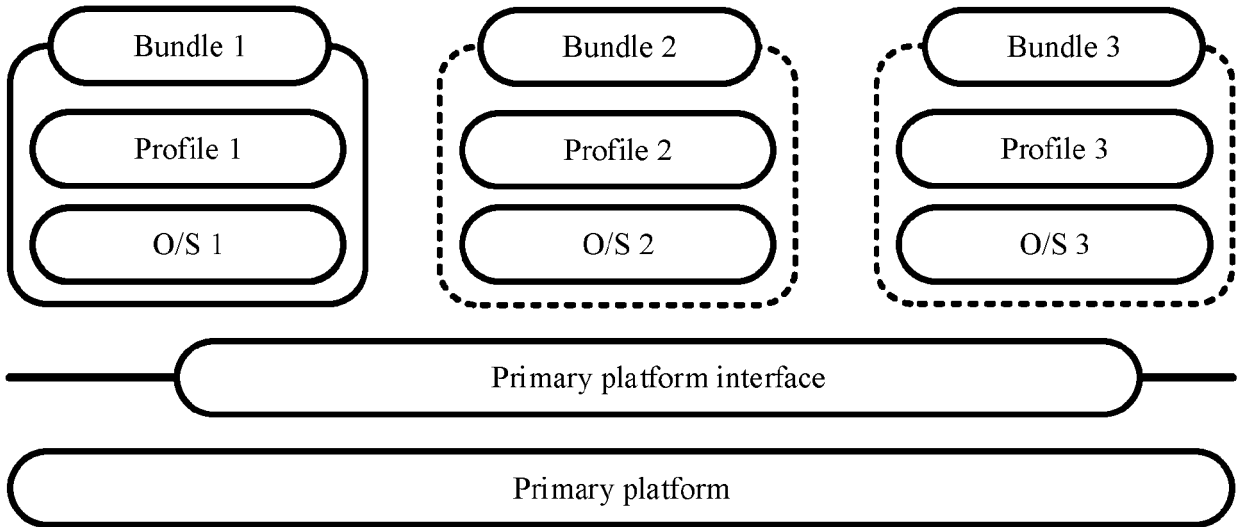 Bundle 1
Bundle 2
Bundle 3
Profile 1
Profile 2
Profile 3
O/S 1
O/S 2
O/S 3
Primary platform interface
Primary platform